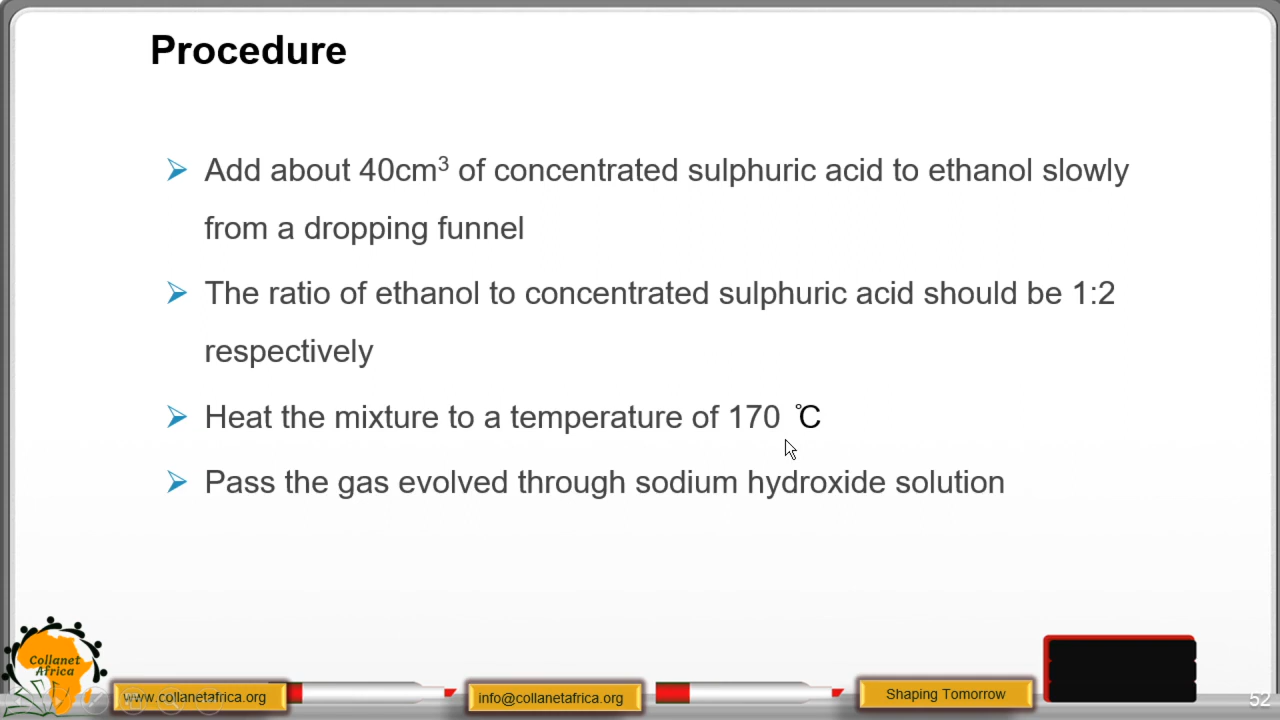 Procedure
Add about 40cm³ of concentrated sulphuric acid to ethanol slowly
from a dropping funnel
The ratio of ethanol to concentrated sulphuric acid should be 1:2
respectively
Heat the mixture to a temperature of 170 ℃
Pass the gas evolved through sodium hydroxide solution
Collanet
Africa
www.collanetafrica.org
info@collanetafrica.org
Shaping Tomorrow
52